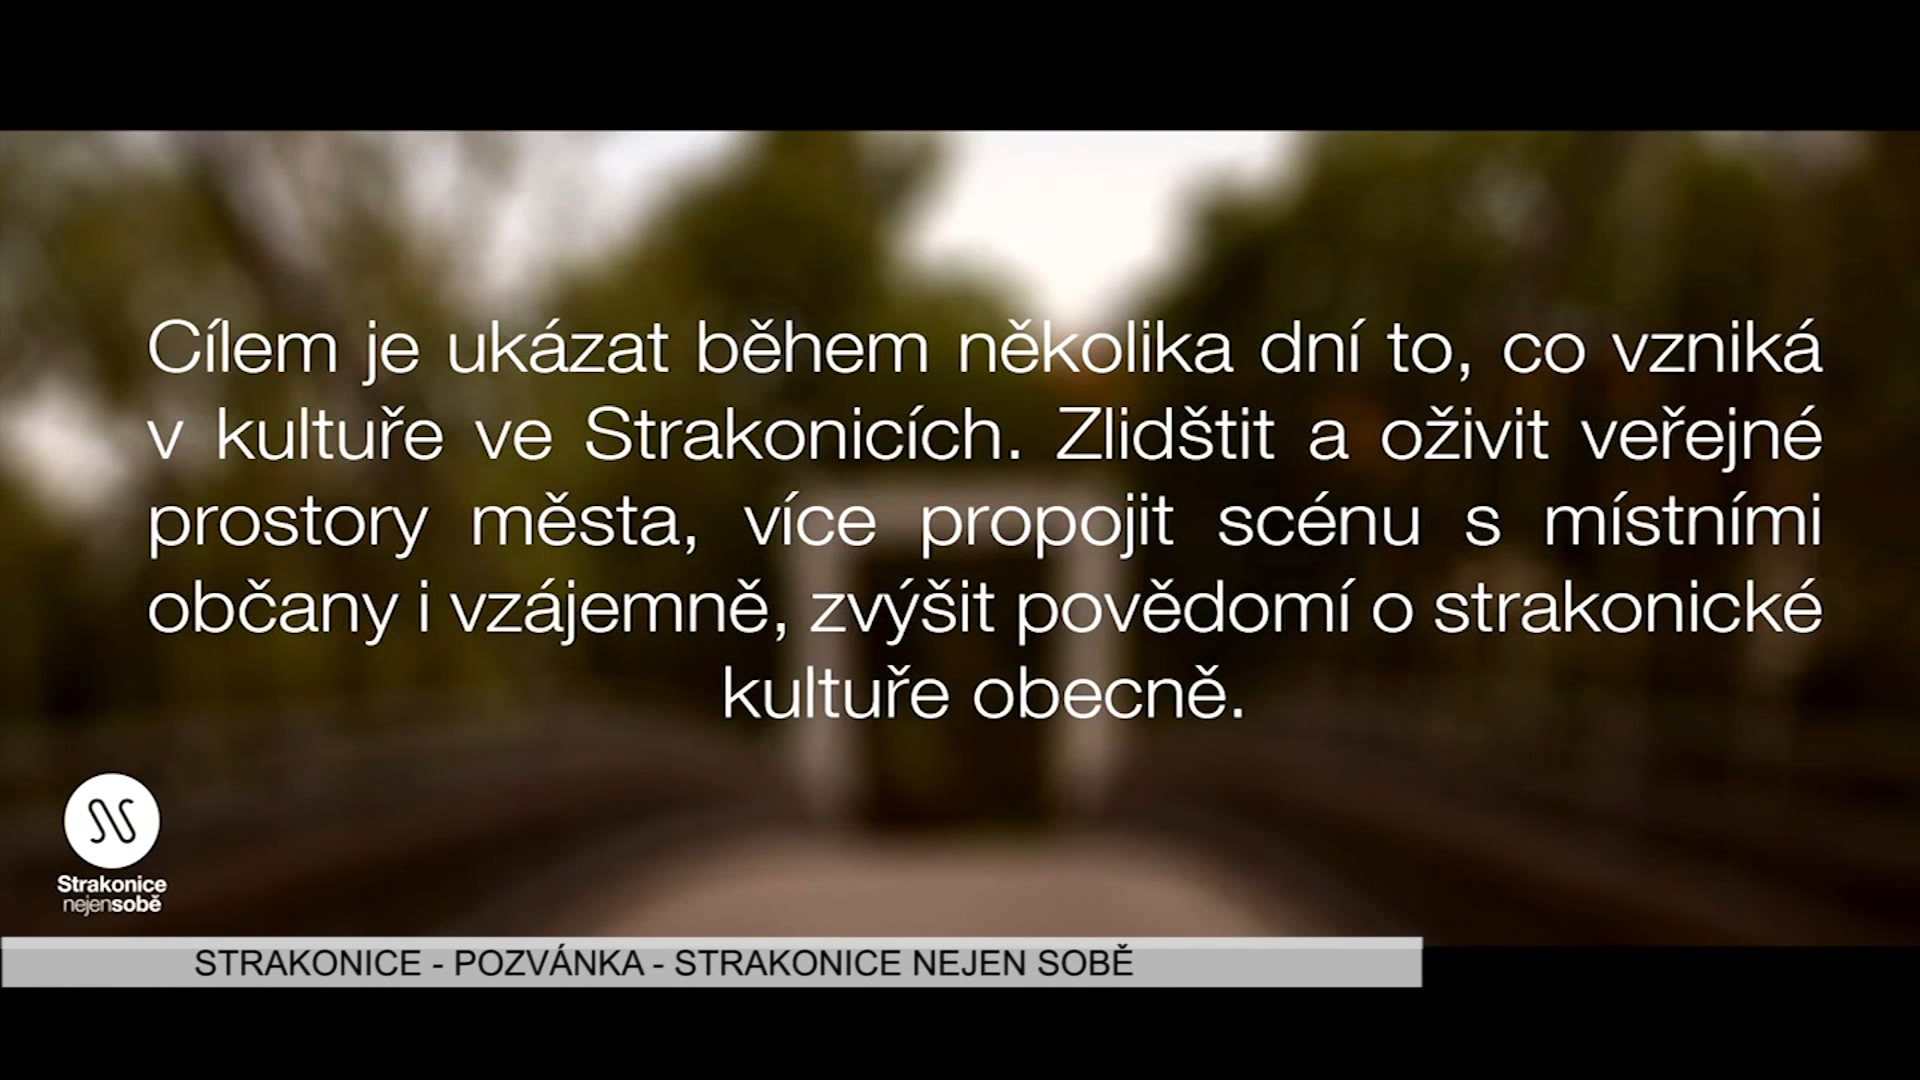 Cílem je ukázat během několika dní to, co vzniká
v kultuře ve Strakonicích. Zlidštit a oživit veřejné
prostory města, více propojit scénu s místními
občany i vzájemně, zvýšit povědomí o strakonické
kultuře obecně.
Strakonice
nejensobě
STRAKONICE - POZVÁNKA - STRAKONICE NEJEN SOBĚ